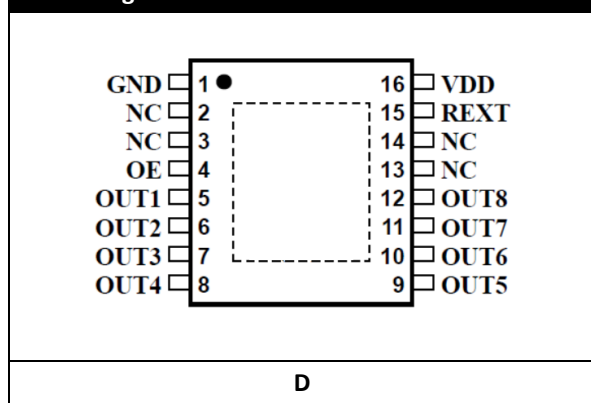 GND 1 16 VDD
NC 2 15 REXT
NC 3 14 NC
OE 4 13 NC
OUT1 5 12 OUT8
OUT2 6 11 OUT7
OUT3 7 10 OUT6
OUT4 8 9 OUT5
D